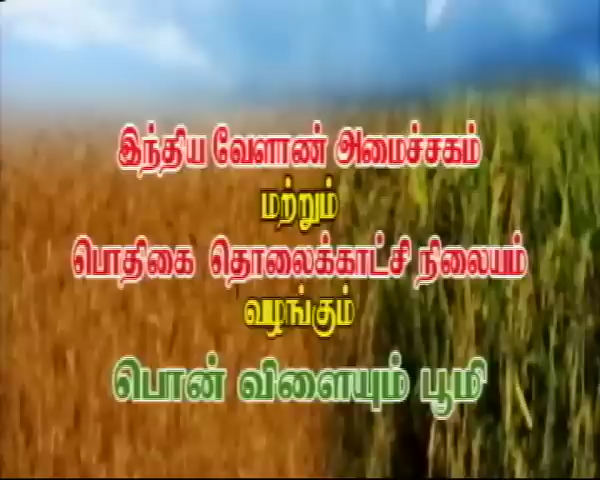 இந்திய வேளாண் அமைச்சகம்
மற்றும்
பொதிகை தொலைக்காட்சி நிலையம்
வழங்கும்
பொன் விளையும் பூமி